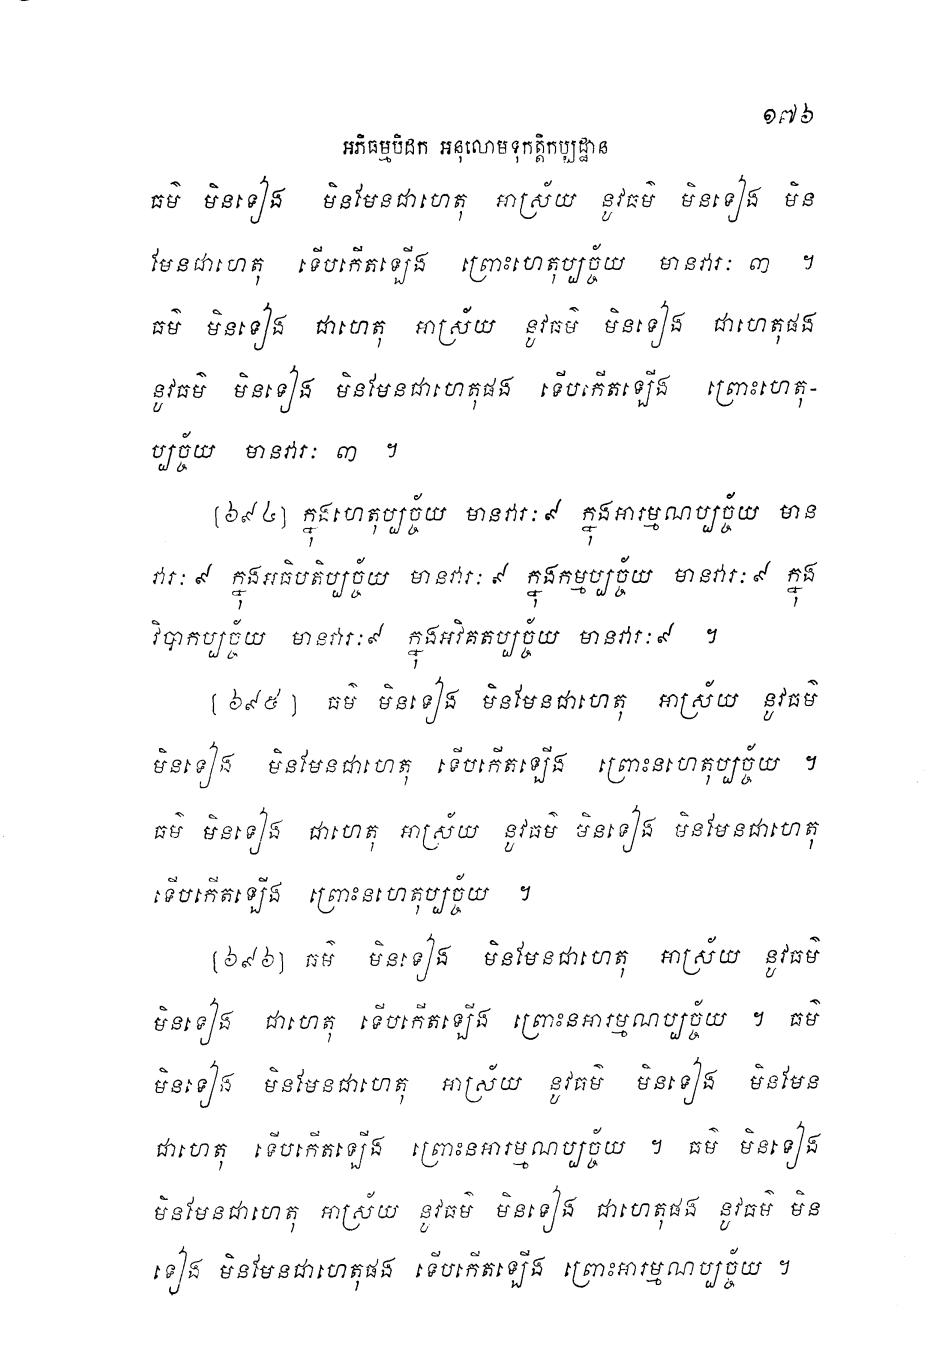 ១៧៦
អភិធម្មបិដក អនុលោមទុកត្តិកប្បដ្ឋាន
ធម៌ មិនទៀង មិនមែនជាហេតុ អាស្រ័យ នូវធម៌ មិនទៀង មិន
មែនជាហេតុ ទើបកើតឡើង ព្រោះហេតុប្បច្ច័យ មានវារៈ ៣ ។
ធម៌ មិនទៀង ជាហេតុ អាស្រ័យ នូវធម៌ មិនទៀង ជាហេតុផង
នូវធម៌ មិនទៀង មិនមែនជាហេតុផង ទើបកើតឡើង ព្រោះហេតុ-
ប្បច្ច័យ មានវារៈ ៣ ។
[៦៩៤] ក្នុងហេតុប្បច្ច័យ មានវារៈ ៩ ក្នុងអារម្មណប្បច្ច័យ មាន
វារៈ ៩ ក្នុងអធិបតិប្បច្ច័យ មានវារៈ ៩ ក្នុងកម្មប្បច្ច័យ មានវារៈ ៩ ក្នុង
វិបាកប្បច្ច័យ មានវារៈ ៩ ក្នុងអវិគតប្បច្ច័យ មានវារៈ ៩ ។
[៦៩៥] ធម៌ មិនទៀង មិនមែនជាហេតុ អាស្រ័យ នូវធម៌
មិនទៀង មិនមែនជាហេតុ ទើបកើតឡើង ព្រោះនហេតុប្បច្ច័យ ។
ធម៌ មិនទៀង ជាហេតុ អាស្រ័យ នូវធម៌ មិនទៀង មិនមែនជាហេតុ
ទើបកើតឡើង ព្រោះនហេតុប្បច្ច័យ ។
[៦៩៦] ធម៌ មិនទៀង មិនមែនជាហេតុ អាស្រ័យ នូវធម៌
មិនទៀង ជាហេតុ ទើបកើតឡើង ព្រោះនអារម្មណប្បច្ច័យ ។ ធម៌
មិនទៀង មិនមែនជាហេតុ អាស្រ័យ នូវធម៌ មិនទៀង មិនមែន
ជាហេតុ ទើបកើតឡើង ព្រោះនអារម្មណប្បច្ច័យ ។ ធម៌ មិនទៀង
មិនមែនជាហេតុ អាស្រ័យ នូវធម៌ មិនទៀង ជាហេតុផង នូវធម៌ មិន
ទៀង មិនមែនជាហេតុផង ទើបកើតឡើង ព្រោះអារម្មណប្បច្ច័យ ។